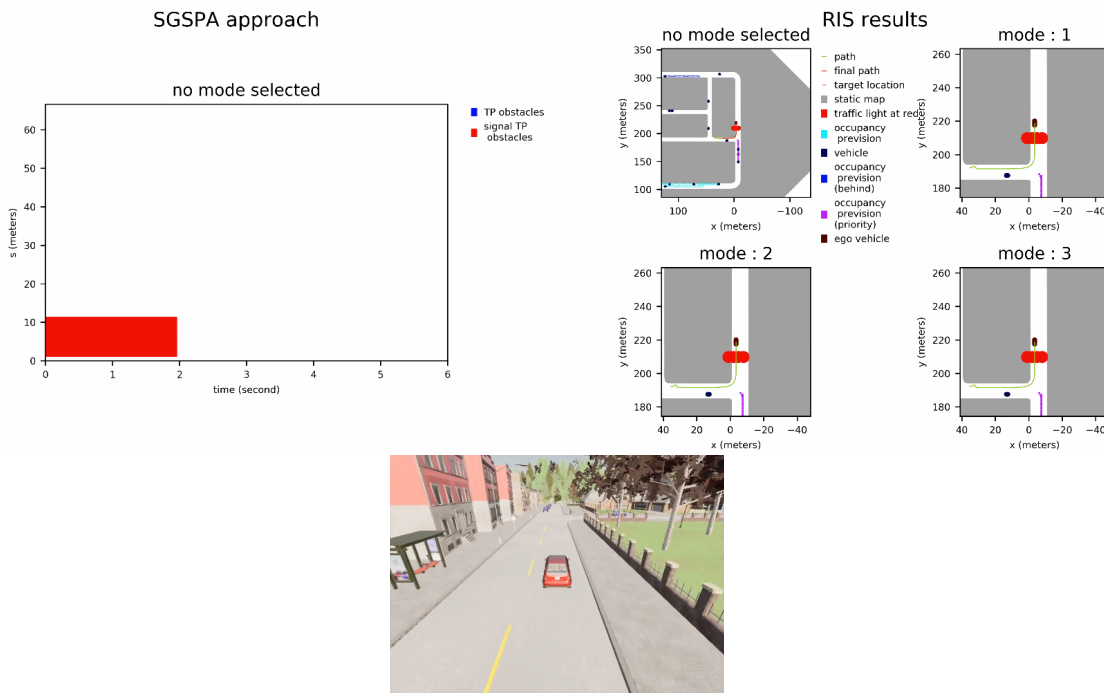 SGSPA approach
no mode selected
s (meters)
60
50
40
30
20
10
0
0 1 2 3 4 5 6
time (second)
TP obstacles
signal TP
obstacles
RIS results
no mode selected
y (meters)
350
300
250
200
150
100
100 0 −100
x (meters)
path
final path
target location
static map
traffic light at red
occupancy
prevision
vehicle
occupancy
prevision
(behind)
occupancy
prevision
(priority)
ego vehicle
mode : 1
y (meters)
260
240
220
200
180
40 20 0 −20 −40
x (meters)
mode : 2
y (meters)
260
240
220
200
180
40 20 0 −20 −40
x (meters)
mode : 3
y (meters)
260
240
220
200
180
40 20 0 −20 −40
x (meters)